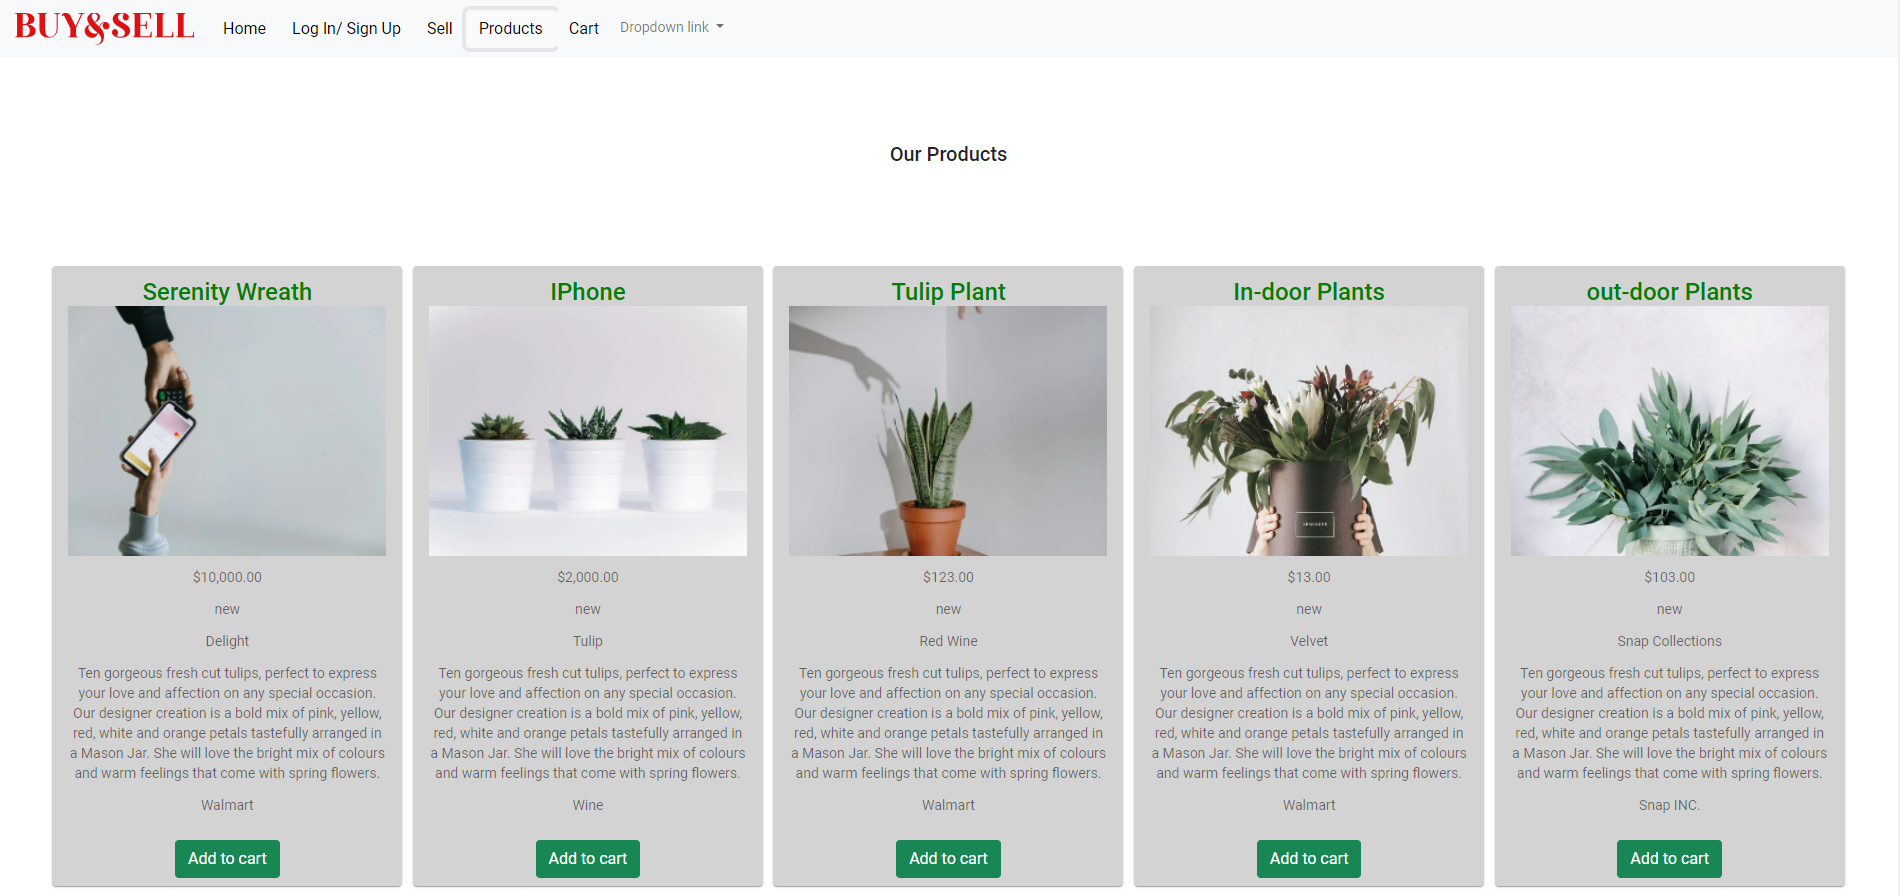 BUY&SELL Home Log In/ Sign Up Sell Products Cart Dropdown link
Our Products
Serenity Wreath
$10,000.00
new
Delight
Ten gorgeous fresh cut tulips, perfect to express
your love and affection on any special occasion.
Our designer creation is a bold mix of pink, yellow,
red, white and orange petals tastefully arranged in
a Mason Jar. She will love the bright mix of colours
and warm feelings that come with spring flowers.
Walmart
Add to cart
IPhone
$2,000.00
new
Tulip
Ten gorgeous fresh cut tulips, perfect to express
your love and affection on any special occasion.
Our designer creation is a bold mix of pink, yellow,
red, white and orange petals tastefully arranged in
a Mason Jar. She will love the bright mix of colours
and warm feelings that come with spring flowers.
Wine
Add to cart
Tulip Plant
$123.00
new
Red Wine
Ten gorgeous fresh cut tulips, perfect to express
your love and affection on any special occasion.
Our designer creation is a bold mix of pink, yellow,
red, white and orange petals tastefully arranged in
a Mason Jar. She will love the bright mix of colours
and warm feelings that come with spring flowers.
Walmart
Add to cart
In-door Plants
$13.00
new
Velvet
Ten gorgeous fresh cut tulips, perfect to express
your love and affection on any special occasion.
Our designer creation is a bold mix of pink, yellow,
red, white and orange petals tastefully arranged in
a Mason Jar. She will love the bright mix of colours
and warm feelings that come with spring flowers.
Walmart
Add to cart
out-door Plants
$103.00
new
Snap Collections
Ten gorgeous fresh cut tulips, perfect to express
your love and affection on any special occasion.
Our designer creation is a bold mix of pink, yellow,
red, white and orange petals tastefully arranged in
a Mason Jar. She will love the bright mix of colours
and warm feelings that come with spring flowers.
Snap INC.
Add to cart